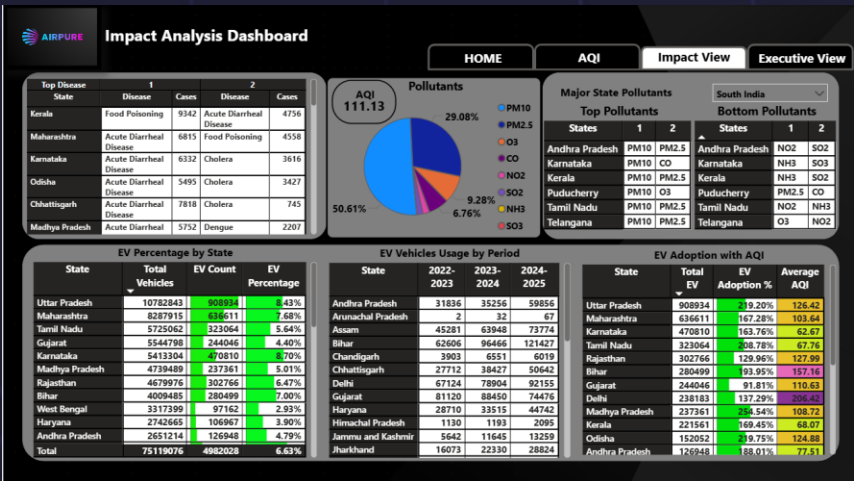 AIRPURE
Impact Analysis Dashboard
HOME AQI Impact View Executive View
Top Disease 1 2
State Disease Cases Disease Cases
Kerala Food Poisoning 9342 Acute Diarrheal Disease 4756
Maharashtra Acute Diarrheal Disease 6815 Food Poisoning 4558
Karnataka Acute Diarrheal Disease 6332 Cholera 3616
Odisha Acute Diarrheal Disease 5495 Cholera 3427
Chhattisgarh Acute Diarrheal Disease 7818 Cholera 745
Madhya Pradesh Acute Diarrheal 5752 Dengue 2207
AQI
111.13
Pollutants
29.08%
9.28%
6.76%
50.61%
PM10
PM2.5
O3
CO
NO2
SO2
NH3
SO3
Major State Pollutants
South India
Top Pollutants
States 1 2
Andhra Pradesh PM10 PM2.5
Karnataka PM10 CO
Kerala PM10 PM2.5
Puducherry PM10 O3
Tamil Nadu PM10 PM2.5
Telangana PM10 PM2.5
Bottom Pollutants
States 1 2
Andhra Pradesh NO2 SO2
Karnataka NH3 SO3
Kerala NH3 SO2
Puducherry PM2.5 CO
Tamil Nadu NO2 NH3
Telangana O3 NO2
EV Percentage by State
State Total Vehicles EV Count EV Percentage
Uttar Pradesh 10782843 908934 8.43%
Maharashtra 8287915 636611 7.68%
Tamil Nadu 5725062 323064 5.64%
Gujarat 5544798 244046 4.40%
Karnataka 5413304 470810 8.70%
Madhya Pradesh 4739489 237361 5.01%
Rajasthan 4679976 302766 6.47%
Bihar 4009485 280499 7.00%
West Bengal 3317399 97162 2.93%
Haryana 2742665 106967 3.90%
Andhra Pradesh 2651214 126948 4.79%
Total 75119076 4982028 6.63%
EV Vehicles Usage by Period
State 2022-2023 2023-2024 2024-2025
Andhra Pradesh 31836 35256 59856
Arunachal Pradesh 2 32 67
Assam 45281 63948 73774
Bihar 62606 96466 121427
Chandigarh 3903 6551 6019
Chhattisgarh 27712 38427 50642
Delhi 67124 78904 92155
Gujarat 81120 88450 74476
Haryana 28710 33515 44742
Himachal Pradesh 1130 1193 2095
Jammu and Kashmir 5642 11645 13259
Jharkhand 16073 22330 28824
EV Adoption with AQI
State Total EV EV Adoption % Average AQI
Uttar Pradesh 908934 219.20% 126.42
Maharashtra 636611 167.28% 103.64
Karnataka 470810 163.76% 62.67
Tamil Nadu 323064 208.78% 67.76
Rajasthan 302766 129.96% 127.99
Bihar 280499 193.95% 157.16
Gujarat 244046 91.81% 110.63
Delhi 238183 137.29% 206.42
Madhya Pradesh 237361 254.54% 108.72
Kerala 221561 169.45% 68.07
Odisha 152052 219.75% 124.88
Andhra Pradesh 126948 188.01% 77.51